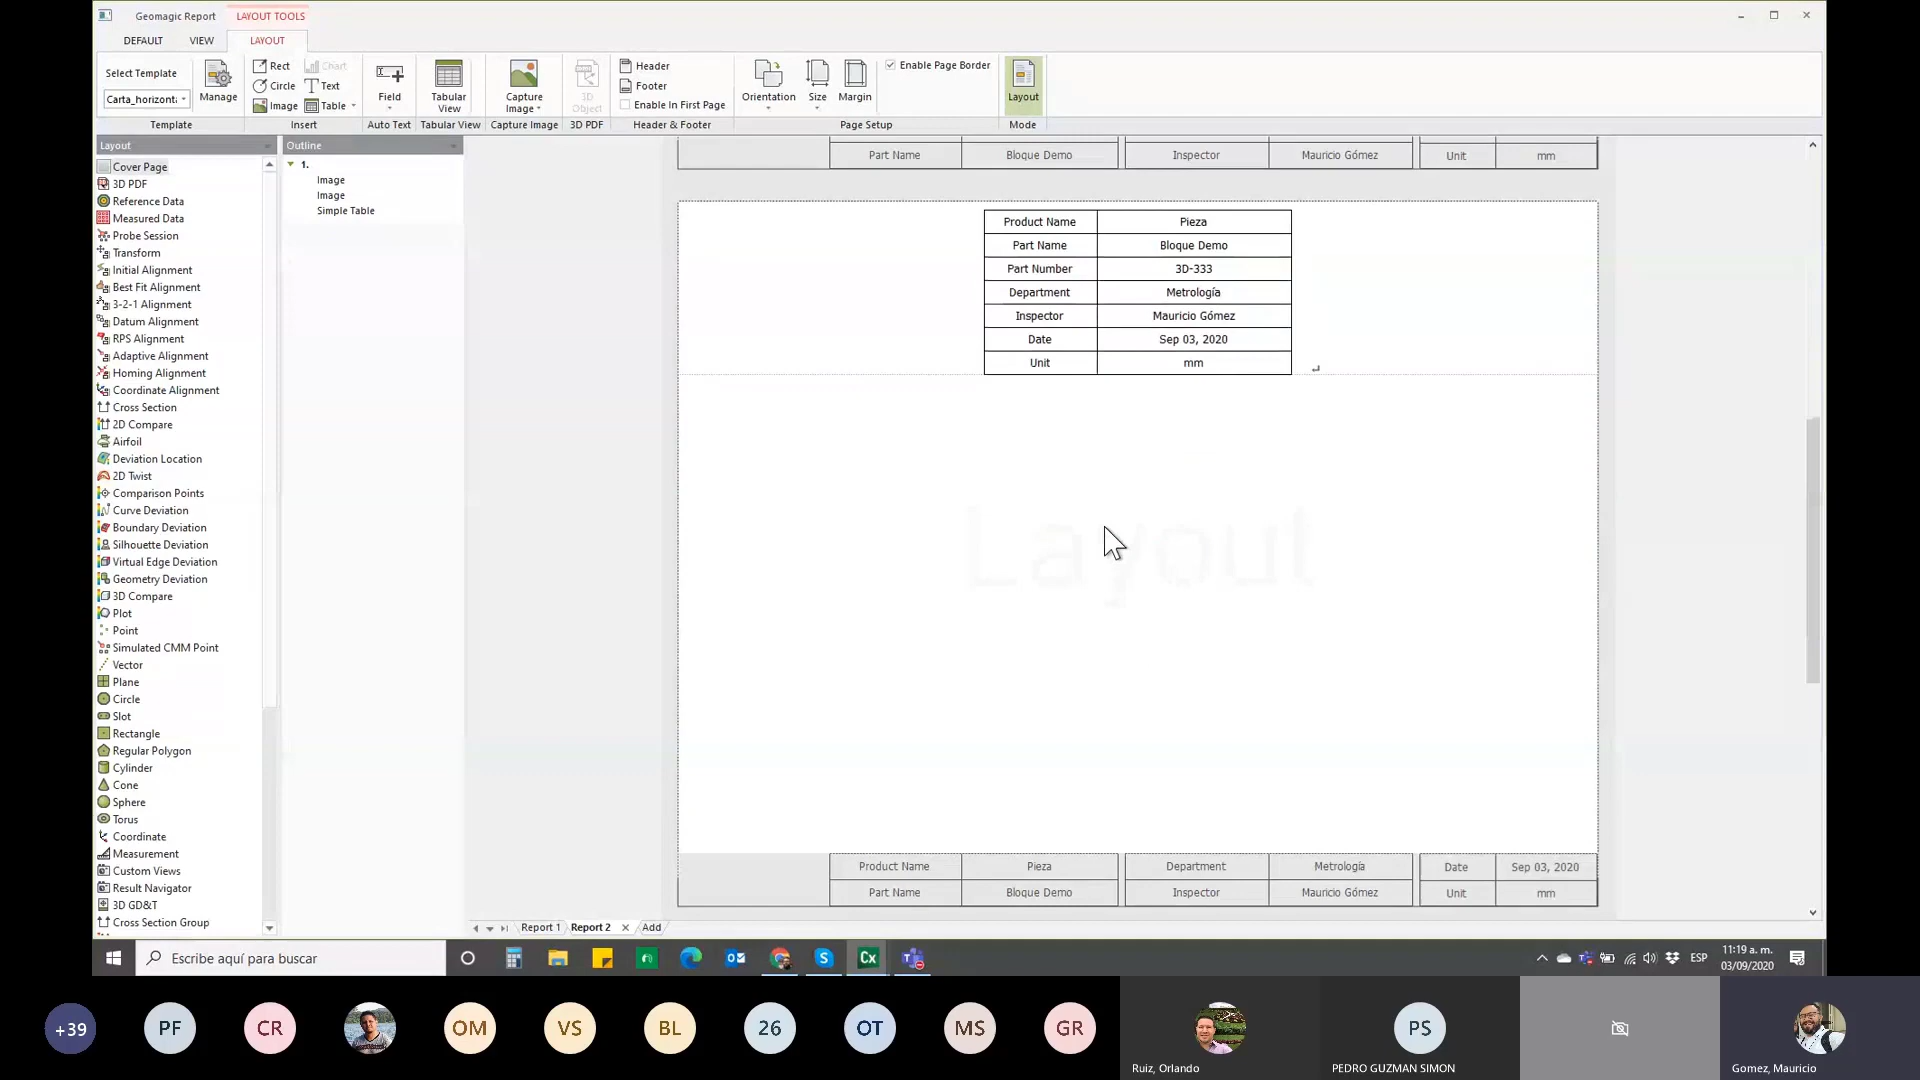 Geomagic Report
LAYOUT TOOLS
DEFAULT
VIEW
LAYOUT
Select Template
Carta_horizont
Template
Manage
Rect
Chart
Circle
Text
Image
Table
Insert
Field
Auto Text
Tabular View
Tabular View
Capture Image
Capture Image
3D Object
3D PDF
Header
Footer
Enable In First Page
Header & Footer
Orientation
Size
Margin
Enable Page Border
Page Setup
Layout
Mode
Layout
Cover Page
3D PDF
Reference Data
Measured Data
Probe Session
Transform
Initial Alignment
Best Fit Alignment
3-2-1 Alignment
Datum Alignment
RPS Alignment
Adaptive Alignment
Homing Alignment
Coordinate Alignment
Cross Section
2D Compare
Airfoil
Deviation Location
2D Twist
Comparison Points
Curve Deviation
Boundary Deviation
Silhouette Deviation
Virtual Edge Deviation
Geometry Deviation
3D Compare
Plot
Point
Simulated CMM Point
Vector
Plane
Circle
Slot
Rectangle
Regular Polygon
Cylinder
Cone
Sphere
Torus
Coordinate
Measurement
Custom Views
Result Navigator
3D GD&T
Cross Section Group
Outline
1.
Image
Image
Simple Table
Part Name Bloque Demo Inspector Mauricio Gómez Unit mm
Product Name Pieza
Part Name Bloque Demo
Part Number 3D-333
Department Metrología
Inspector Mauricio Gómez
Date Sep 03, 2020
Unit mm
Layout
Product Name Pieza Department Metrología Date Sep 03, 2020
Part Name Bloque Demo Inspector Mauricio Gómez Unit mm
Report 1
Report 2
Add
Escribe aquí para buscar
Cx
ESP
11:19 a. m.
03/09/2020
+39
PF
CR
OM
VS
BL
26
OT
MS
GR
Ruiz, Orlando
PS
PEDRO GUZMAN SIMON
Gomez, Mauricio